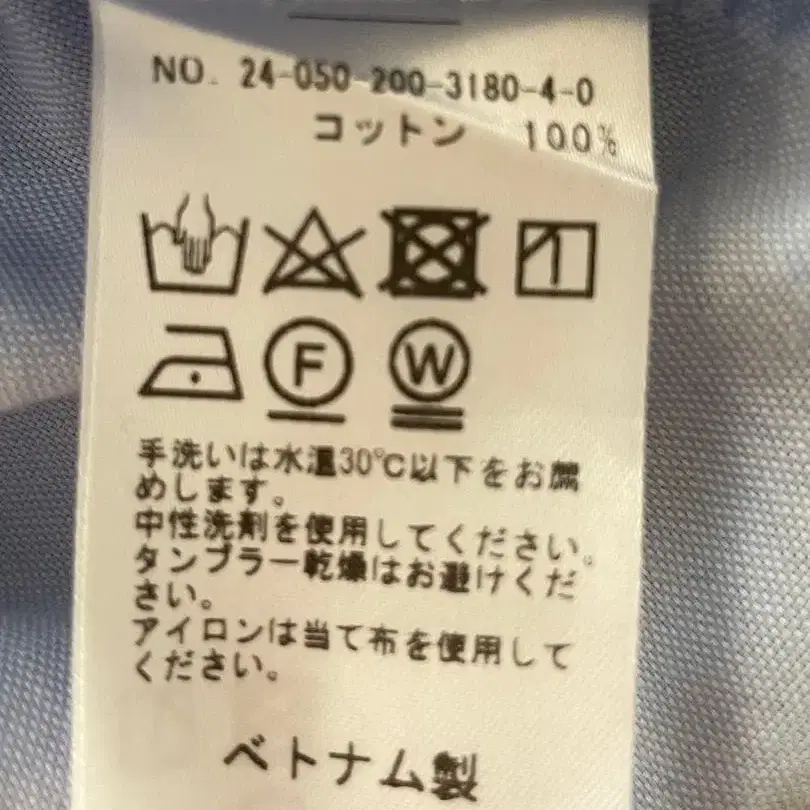 NO. 24-050-200-3180-4-0
コットン 100%
F W
手洗いは水温30℃以下をお薦
めします。
中性洗剤を使用してください。
タンブラー乾燥はお避けくだ
さい。
アイロンは当て布を使用して
ください。
ベトナム製